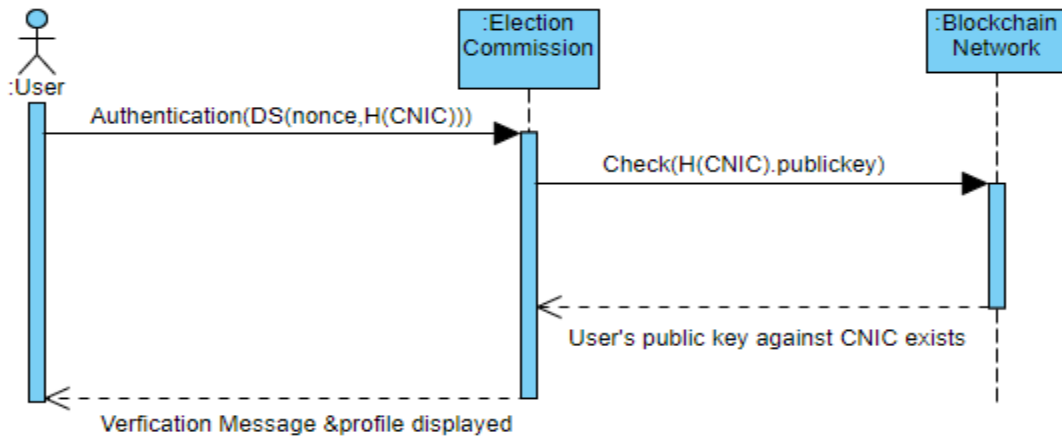 :Election
Commission
:Blockchain
Network
:User
Authentication(DS(nonce,H(CNIC)))
Check(H(CNIC).publickey)
User's public key against CNIC exists
Verfication Message &profile displayed